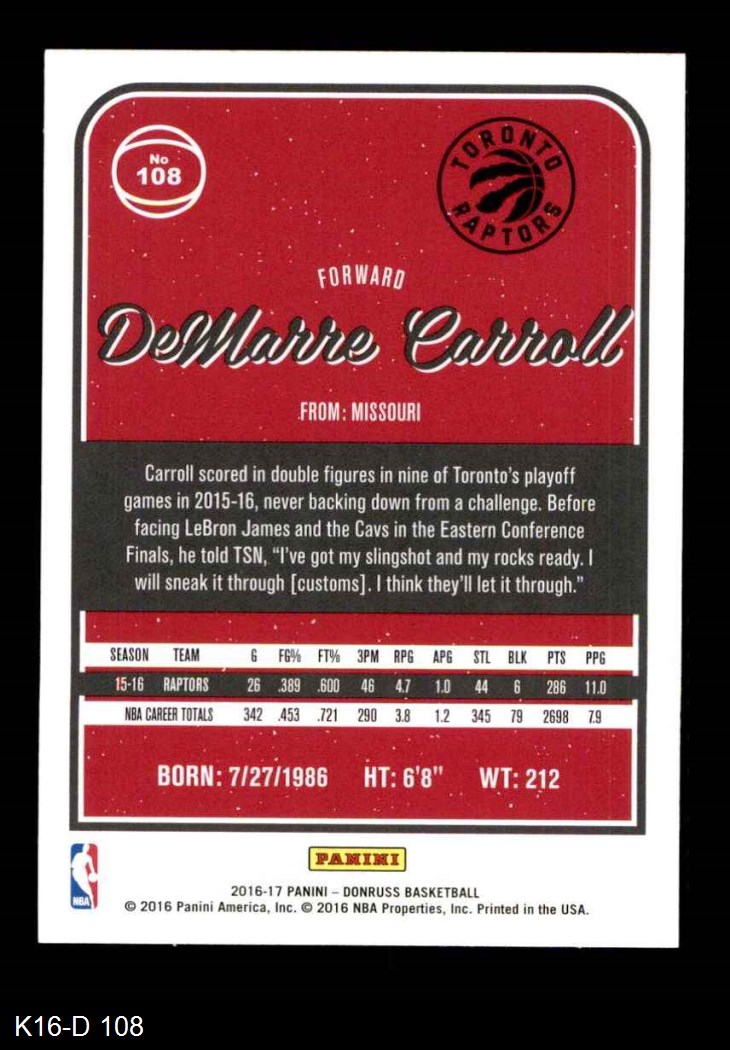 No
108
TORONTO
RAPTORS
FORWARD
DeMarre Carroll
FROM: MISSOURI
Carroll scored in double figures in nine of Toronto's playoff
games in 2015-16, never backing down from a challenge. Before
facing LeBron James and the Cavs in the Eastern Conference
Finals, he told TSN, "I've got my slingshot and my rocks ready. I
will sneak it through [customs]. I think they'll let it through."
SEASON TEAM G FG% FT% 3PM RPG APG STL BLK PTS PPG
15-16 RAPTORS 26 .389 .600 46 4.7 1.0 44 6 286 11.0
NBA CAREER TOTALS 342 .453 .721 290 3.8 1.2 345 79 2698 7.9
BORN: 7/27/1986 HT: 6'8" WT: 212
PANINI
NBA
2016-17 PANINI – DONRUSS BASKETBALL
© 2016 Panini America, Inc. © 2016 NBA Properties, Inc. Printed in the USA.
K16-D 108